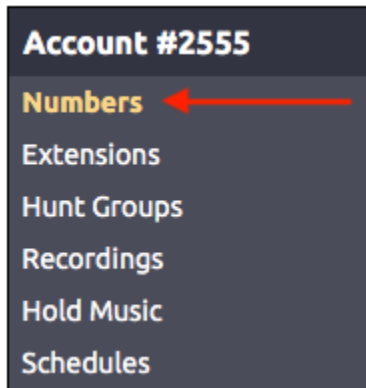 Account #2555
Numbers
Extensions
Hunt Groups
Recordings
Hold Music
Schedules